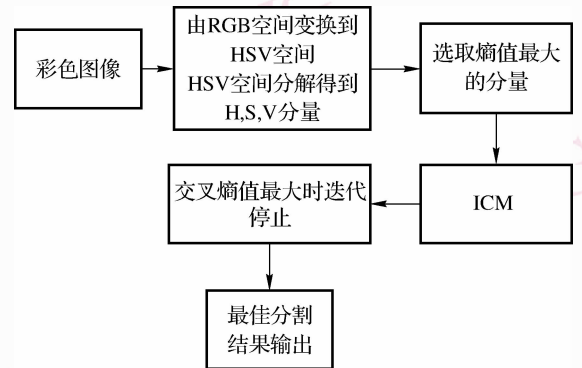 彩色图像
由RGB空间变换到
HSV空间
HSV空间分解得到
H,S,V分量
选取熵值最大
的分量
ICM
交叉熵值最大时迭代
停止
最佳分割
结果输出